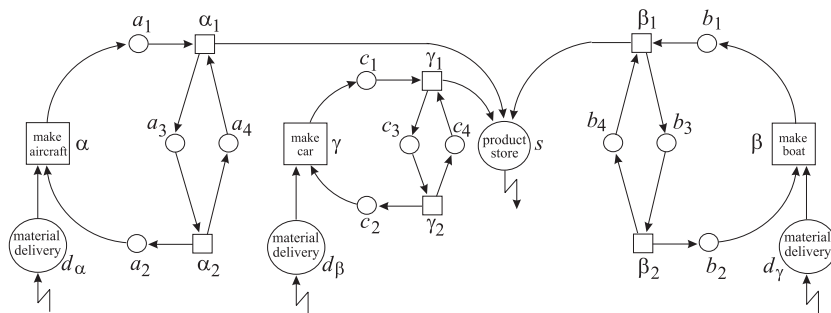 a1 α1 β1 b1
c1 γ1
a3 a4 c3 c4 b4 b3
make
aircraft
α
make
car
γ
product
store
s
β
make
boat
material
delivery
dα
a2
α2
material
delivery
dβ
c2
γ2
β2
b2
dγ
material
delivery